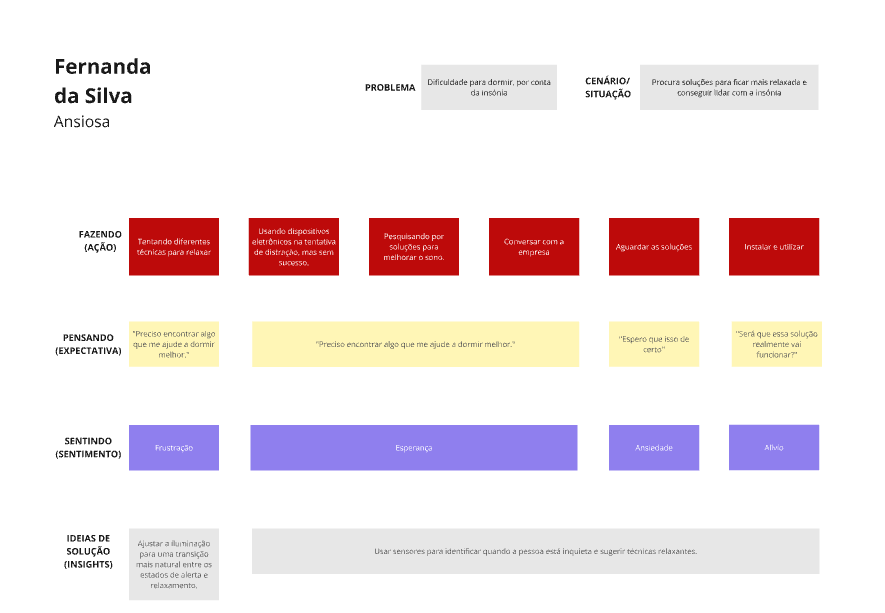 Fernanda
da Silva
Ansiosa
PROBLEMA
Dificuldade para dormir, por conta
da insônia
CENÁRIO/
SITUAÇÃO
Procura soluções para ficar mais relaxada e
conseguir lidar com a insônia
FAZENDO
(AÇÃO)
Tentando diferentes
técnicas para relaxar
Usando dispositivos
eletrônicos na tentativa
de distração, mas sem
sucesso.
Pesquisando por
soluções para
melhorar o sono.
Conversar com a
empresa
Aguardar as soluções
Instalar e utilizar
PENSANDO
(EXPECTATIVA)
"Preciso encontrar algo
que me ajude a dormir
melhor."
"Preciso encontrar algo que me ajude a dormir melhor."
"Espero que isso de
certo"
"Será que essa solução
realmente vai
funcionar?"
SENTINDO
(SENTIMENTO)
Frustração
Esperança
Ansiedade
Alívio
IDEIAS DE
SOLUÇÃO
(INSIGHTS)
Ajustar a iluminação
para uma transição
mais natural entre os
estados de alerta e
relaxamento.
Usar sensores para identificar quando a pessoa está inquieta e sugerir técnicas relaxantes.